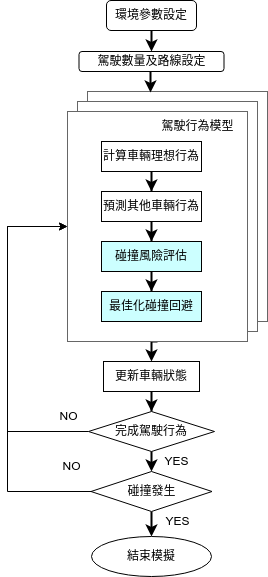 環境參數設定
駕駛數量及路線設定
駕駛行為模型
計算車輛理想行為
預測其他車輛行為
碰撞風險評估
最佳化碰撞回避
更新車輛狀態
NO
完成駕駛行為
YES
NO
碰撞發生
YES
結束模擬